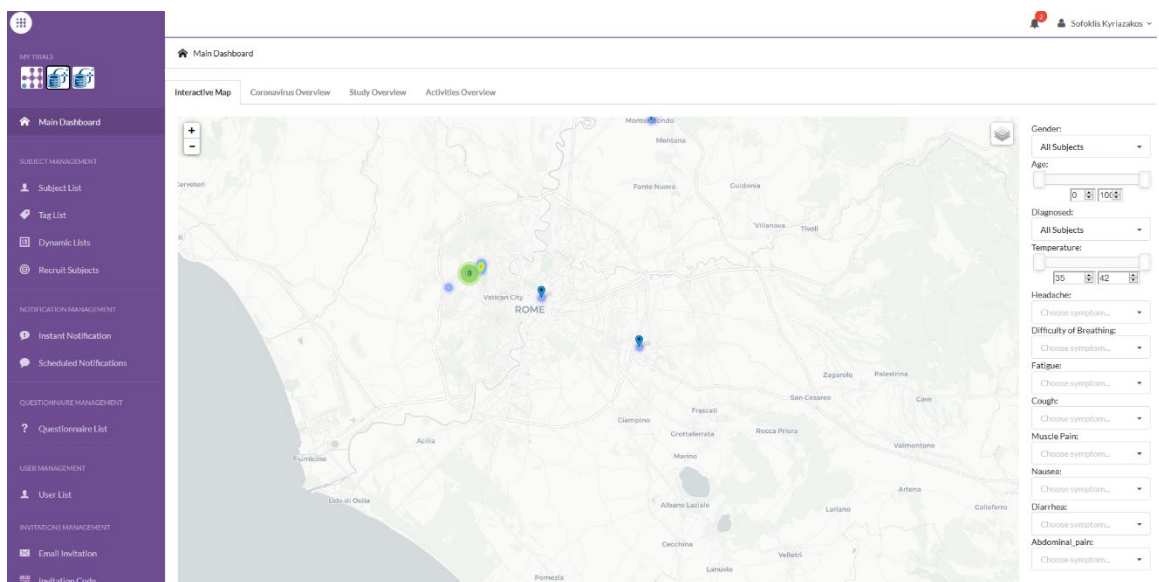 2
Sofoklis Kyriazakos
MY TRIALS
Main Dashboard
SUBJECT MANAGEMENT
Subject List
Tag List
Dynamic Lists
Recruit Subjects
NOTIFICATION MANAGEMENT
Instant Notification
Scheduled Notifications
QUESTIONNAIRE MANAGEMENT
? Questionnaire List
USER MANAGEMENT
User List
INVITATIONS MANAGEMENT
Email Invitation
Invitation Code
Main Dashboard
Interactive Map Coronavirus Overview Study Overview Activities Overview
+
-
Mentana
Cerveteri
Fonte Nuova
Guidonia
Villanova
Tivoli
9
Vatican City
ROME
Zagarolo
Palestrina
San Cesareo
Cave
Frascati
Ciampino
Grottaferrata
Rocca Priora
Acilia
Valmontone
Marino
Fiumicino
Artena
Lido di Ostia
Albano Laziale
Lariano
Colleferro
Cecchina
Velletri
Lanuvio
Pomezia
Gender:
All Subjects
Age:
0 100
Diagnosed:
All Subjects
Temperature:
35 42
Headache:
Choose symptom...
Difficulty of Breathing:
Choose symptom...
Fatigue:
Choose symptom...
Cough:
Choose symptom...
Muscle Pain:
Choose symptom...
Nausea:
Choose symptom...
Diarrhea:
Choose symptom...
Abdominal_pain:
Choose symptom...